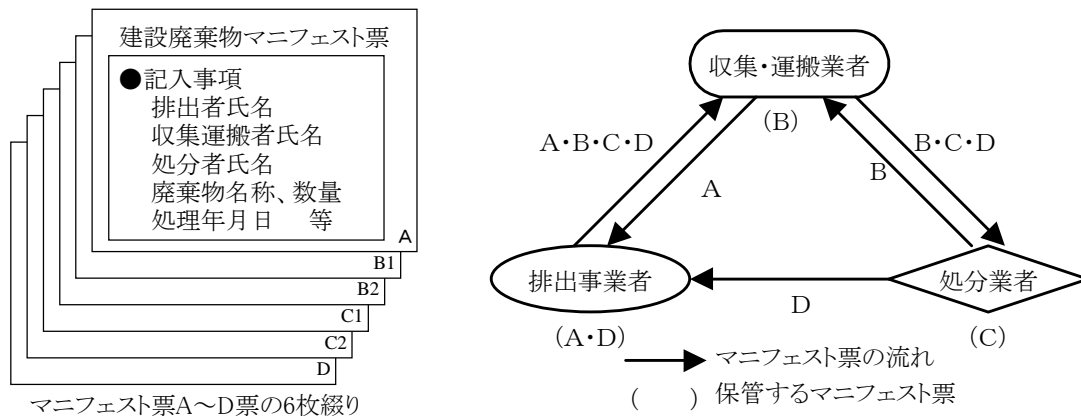 建設廃棄物マニフェスト票
●記入事項
排出者氏名
収集運搬者氏名
処分者氏名
廃棄物名称、数量
処理年月日　等
A
B1
B2
C1
C2
D
マニフェスト票A～D票の6枚綴り
収集・運搬業者
(B)
A・B・C・D
A
B・C・D
B
排出事業者
(A・D)
D
処分業者
(C)
マニフェスト票の流れ
(　) 保管するマニフェスト票